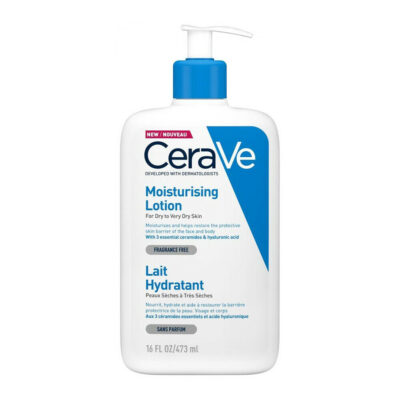 NEW / NOUVEAU
CeraVe
DEVELOPED WITH DERMATOLOGISTS
Moisturising
Lotion
For Dry to Very Dry Skin
Moisturises and helps restore the protective
skin barrier of the face and body
With 3 essential ceramides & hyaluronic acid
FRAGRANCE FREE
Lait
Hydratant
Peaux Sèches à Très Sèches
Nourrit, hydrate et aide à restaurer la barrière
protectrice de la peau. Visage et corps
Aux 3 céramides essentiels et acide hyaluronique
SANS PARFUM
16 FL OZ/473 ml